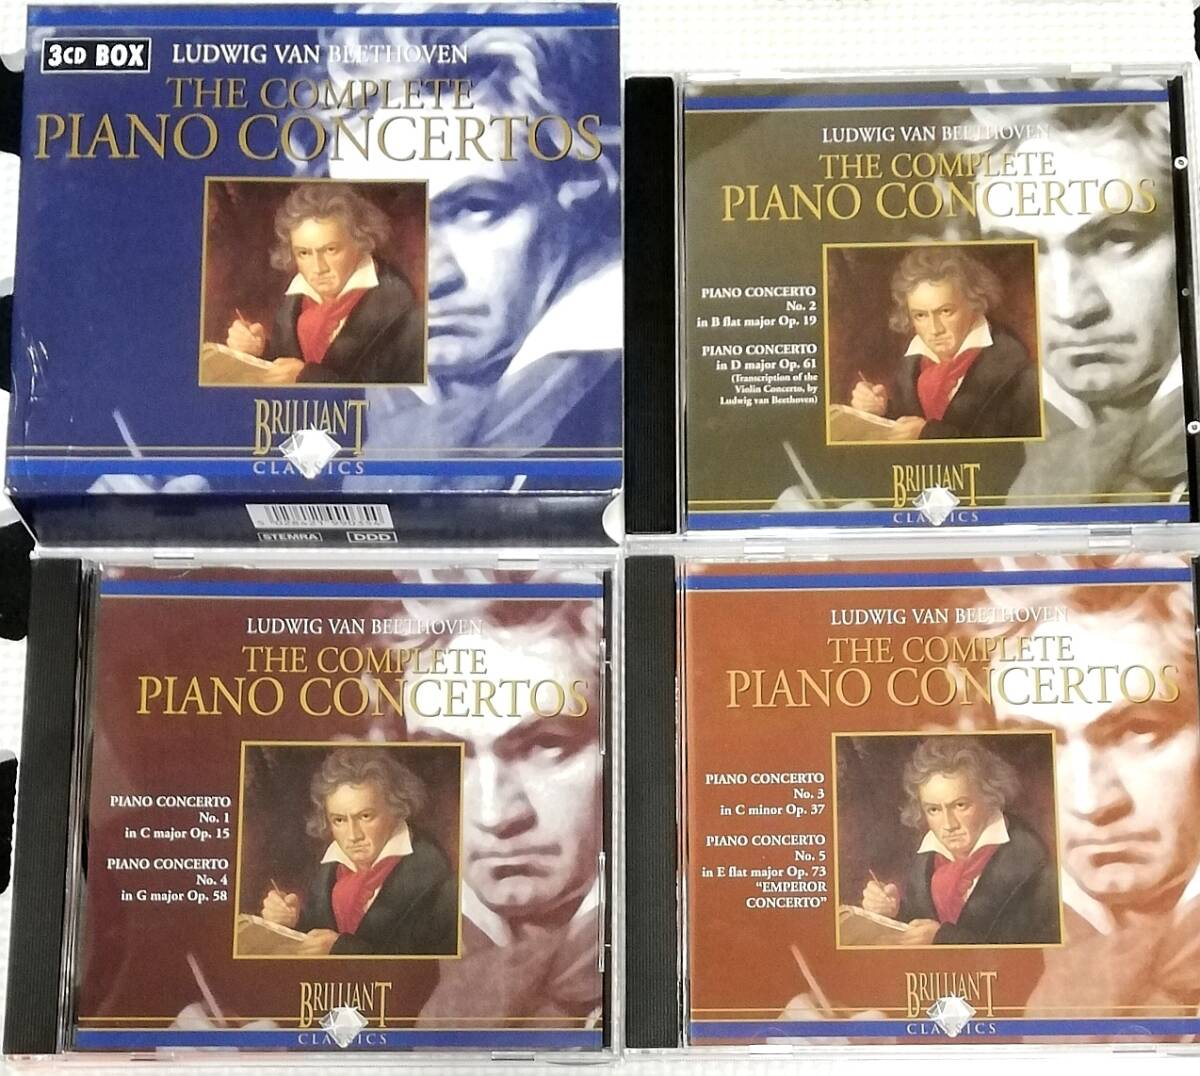 3CD BOX
LUDWIG VAN BEETHOVEN
THE COMPLETE
PIANO CONCERTOS
BRILLIANT
CLASSICS
5 028421 990354
STEMRA
DDD
LUDWIG VAN BEETHOVEN
THE COMPLETE
PIANO CONCERTOS
PIANO CONCERTO
No. 2
in B flat major Op. 19
PIANO CONCERTO
in D major Op. 61
(Transcription of the
Violin Concerto, by
Ludwig van Beethoven)
BRILLIANT
CLASSICS
LUDWIG VAN BEETHOVEN
THE COMPLETE
PIANO CONCERTOS
PIANO CONCERTO
No. 1
in C major Op. 15
PIANO CONCERTO
No. 4
in G major Op. 58
BRILLIANT
CLASSICS
LUDWIG VAN BEETHOVEN
THE COMPLETE
PIANO CONCERTOS
PIANO CONCERTO
No. 3
in C minor Op. 37
PIANO CONCERTO
No. 5
in E flat major Op. 73
“EMPEROR
CONCERTO”
BRILLIANT
CLASSICS